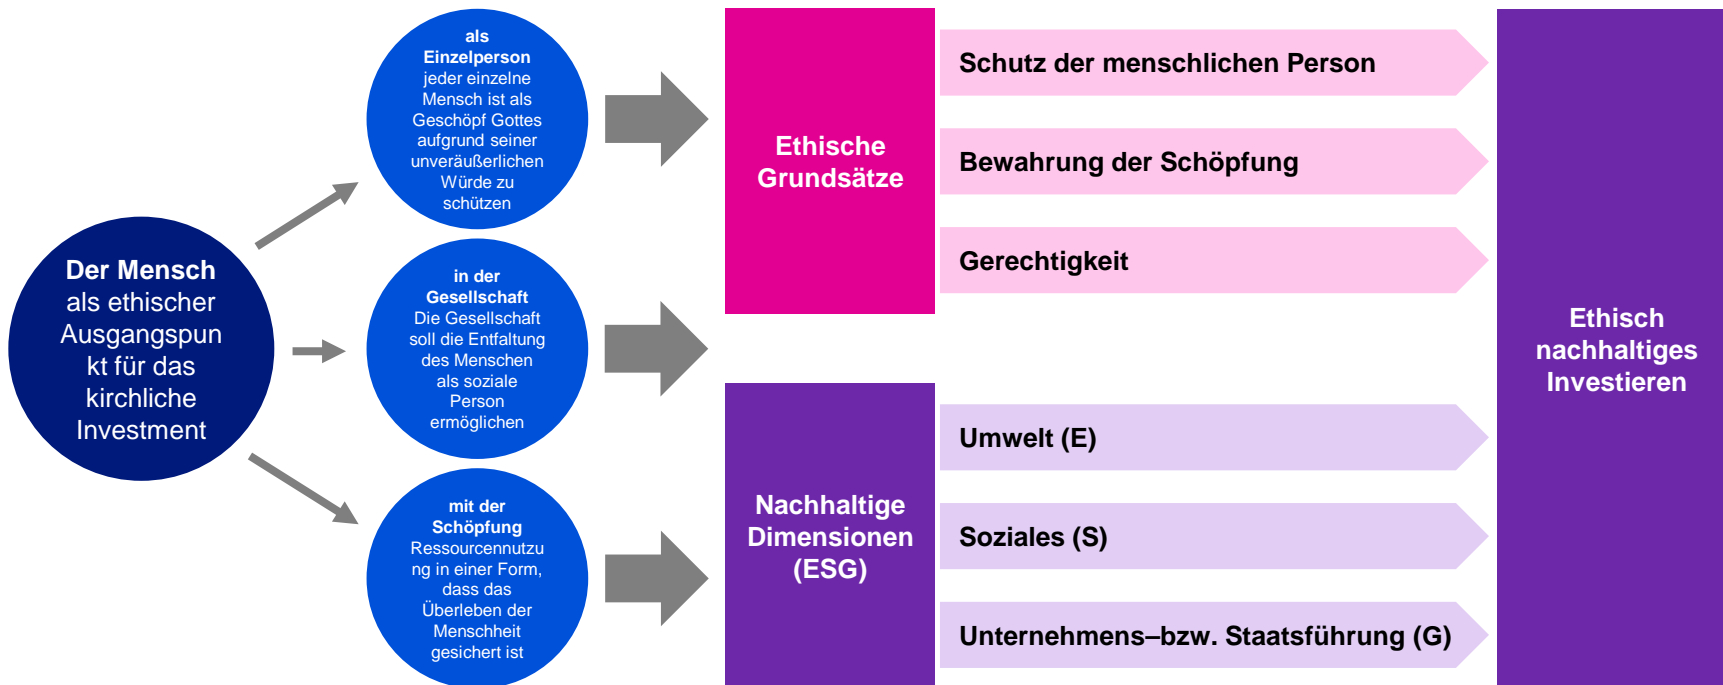 Der Mensch
als ethischer
Ausgangspun
kt für das
kirchliche
Investment
als
Einzelperson
jeder einzelne
Mensch ist als
Geschöpf Gottes
aufgrund seiner
unveräußerlichen
Würde zu
schützen
in der
Gesellschaft
Die Gesellschaft
soll die Entfaltung
des Menschen
als soziale
Person
ermöglichen
mit der
Schöpfung
Ressourcennutzu
ng in einer Form,
dass das
Überleben der
Menschheit
gesichert ist
Ethische
Grundsätze
Schutz der menschlichen Person
Bewahrung der Schöpfung
Gerechtigkeit
Nachhaltige
Dimensionen
(ESG)
Umwelt (E)
Soziales (S)
Unternehmens–bzw. Staatsführung (G)
Ethisch
nachhaltiges
Investieren